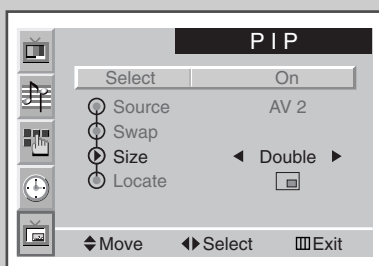 PIP
Select On
Source AV 2
Swap
Size Double
Locate
Move Select Exit